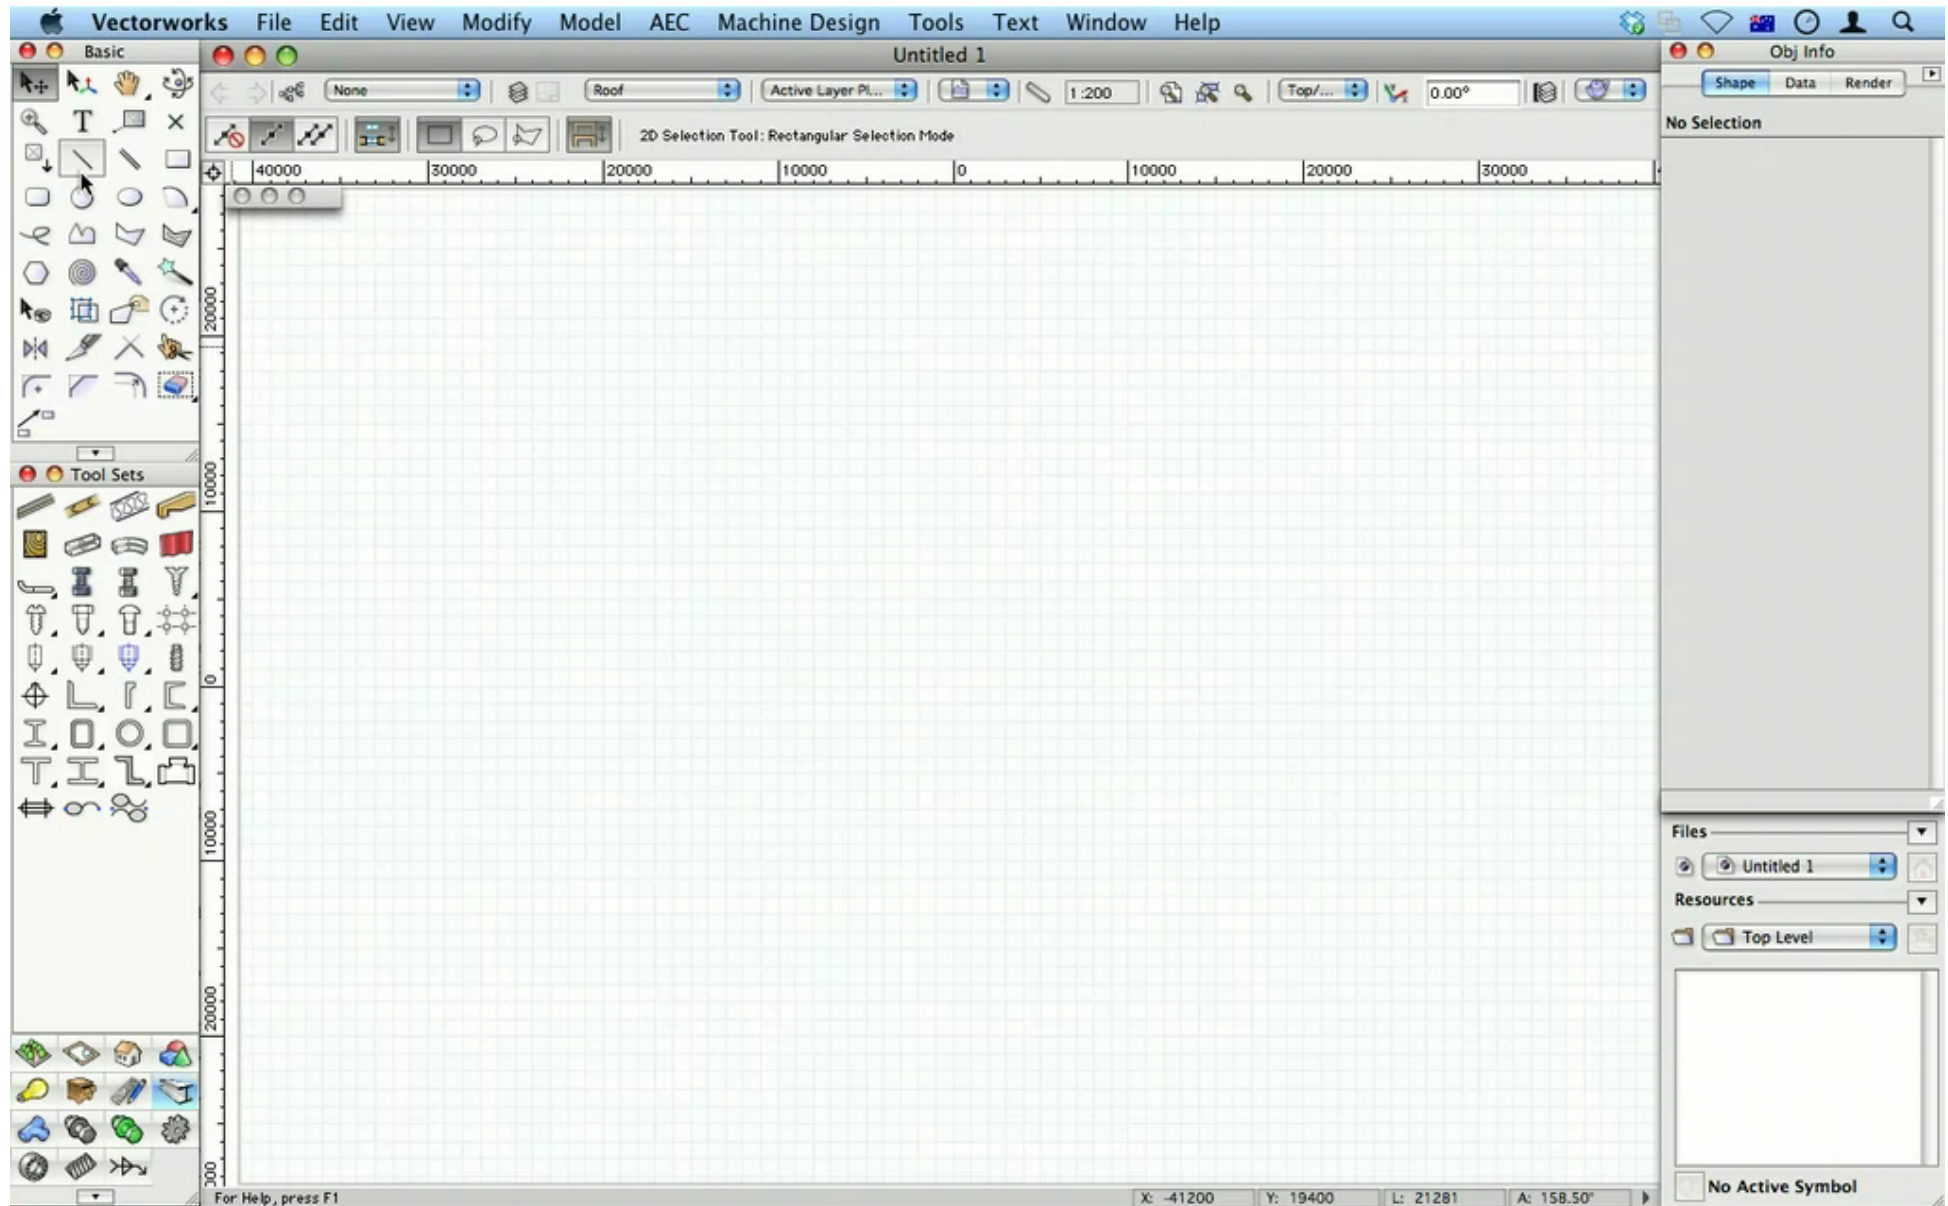 Vectorworks File Edit View Modify Model AEC Machine Design Tools Text Window Help
Basic
Untitled 1
Obj Info
None
Roof
Active Layer Pl...
1:200
Top/...
0.00°
Shape Data Render
No Selection
2D Selection Tool: Rectangular Selection Mode
40000 30000 20000 10000 0 10000 20000 30000
T
20000
10000
0
10000
20000
Tool Sets
Files
Untitled 1
Resources
Top Level
No Active Symbol
For Help, press F1
X: -41200 Y: 19400 L: 21281 A: 158.50°